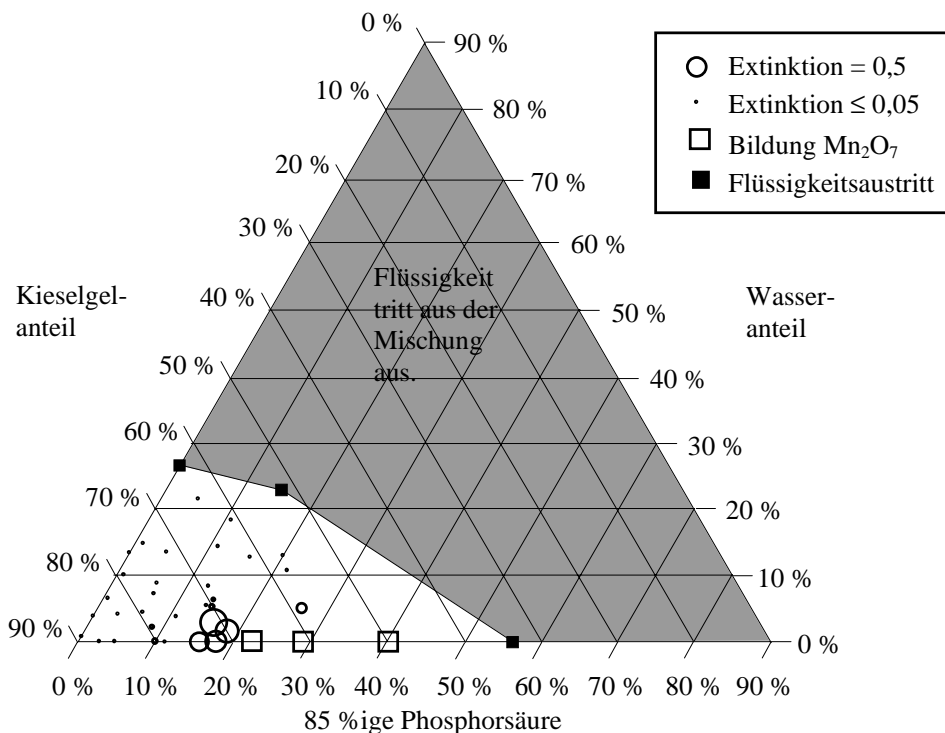 0 %
90 %
10 %
80 %
20 %
70 %
30 %
60 %
Kieselgel-
anteil
40 %
Flüssigkeit
tritt aus der
Mischung
aus.
50 %
Wasser-
anteil
50 %
40 %
60 %
30 %
70 %
20 %
80 %
10 %
90 %
0 %
0 %
10 %
20 %
30 %
40 %
50 %
60 %
70 %
80 %
90 %
85 %ige Phosphorsäure
Extinktion = 0,5
Extinktion ≤ 0,05
Bildung Mn₂O₇
Flüssigkeitsaustritt